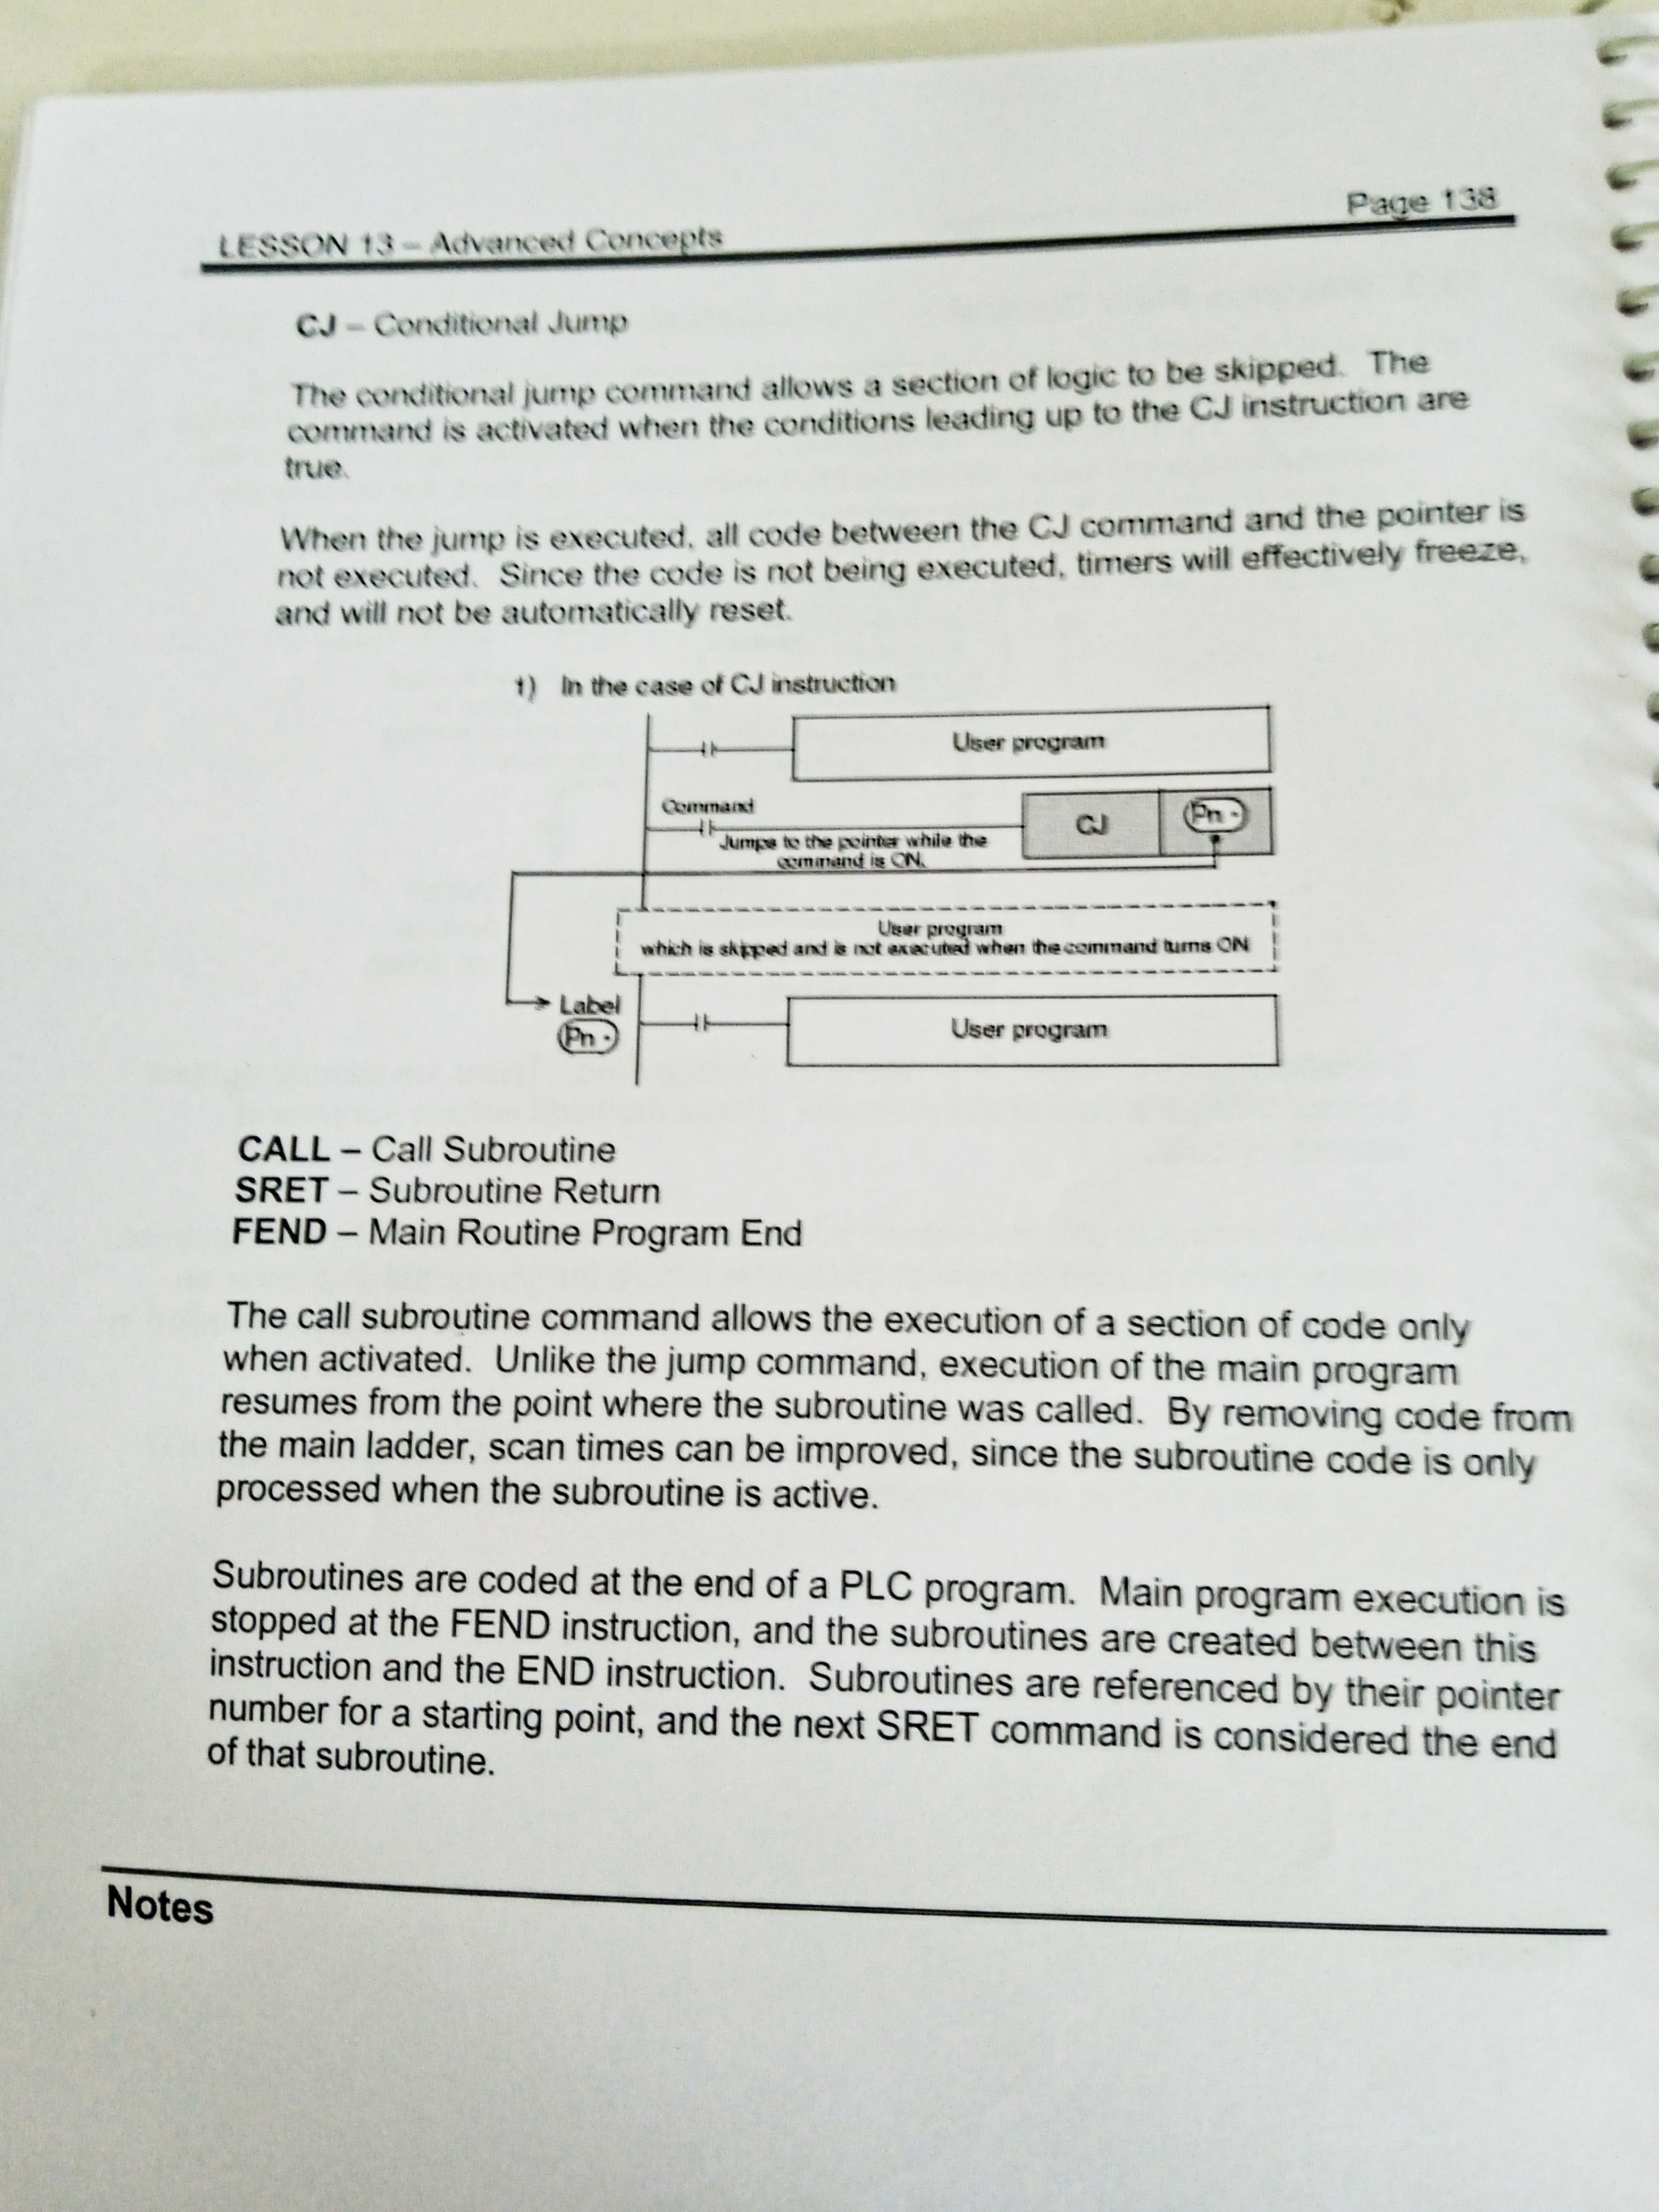 Page 138
LESSON 13 – Advanced Concepts
CJ – Conditional Jump
The conditional jump command allows a section of logic to be skipped. The
command is activated when the conditions leading up to the CJ instruction are
true.
When the jump is executed, all code between the CJ command and the pointer is
not executed. Since the code is not being executed, timers will effectively freeze,
and will not be automatically reset.
1) In the case of CJ instruction
User program
Command
CJ
Pn
Jumps to the pointer while the
command is ON.
User program
which is skipped and is not executed when the command turns ON
Label
Pn
User program
CALL – Call Subroutine
SRET – Subroutine Return
FEND – Main Routine Program End
The call subroutine command allows the execution of a section of code only
when activated. Unlike the jump command, execution of the main program
resumes from the point where the subroutine was called. By removing code from
the main ladder, scan times can be improved, since the subroutine code is only
processed when the subroutine is active.
Subroutines are coded at the end of a PLC program. Main program execution is
stopped at the FEND instruction, and the subroutines are created between this
instruction and the END instruction. Subroutines are referenced by their pointer
number for a starting point, and the next SRET command is considered the end
of that subroutine.
Notes